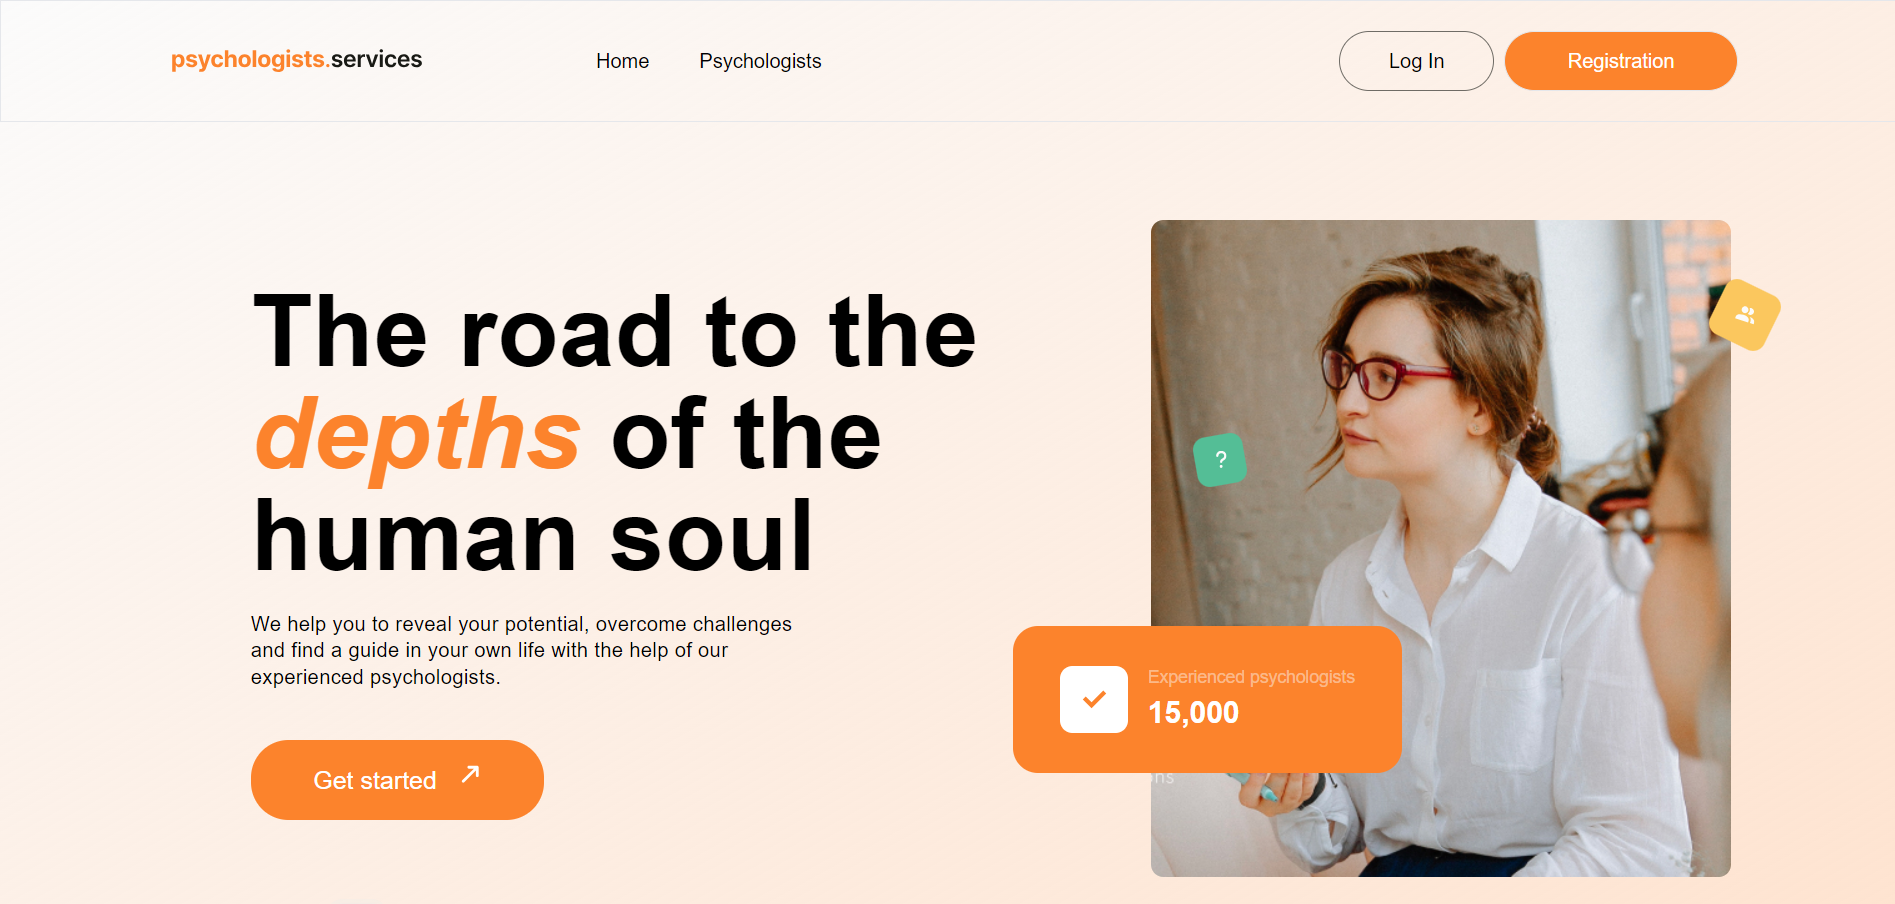 psychologists.services
Home
Psychologists
Log In
Registration
The road to the
depths of the
human soul
We help you to reveal your potential, overcome challenges
and find a guide in your own life with the help of our
experienced psychologists.
Get started
?
Experienced psychologists
15,000